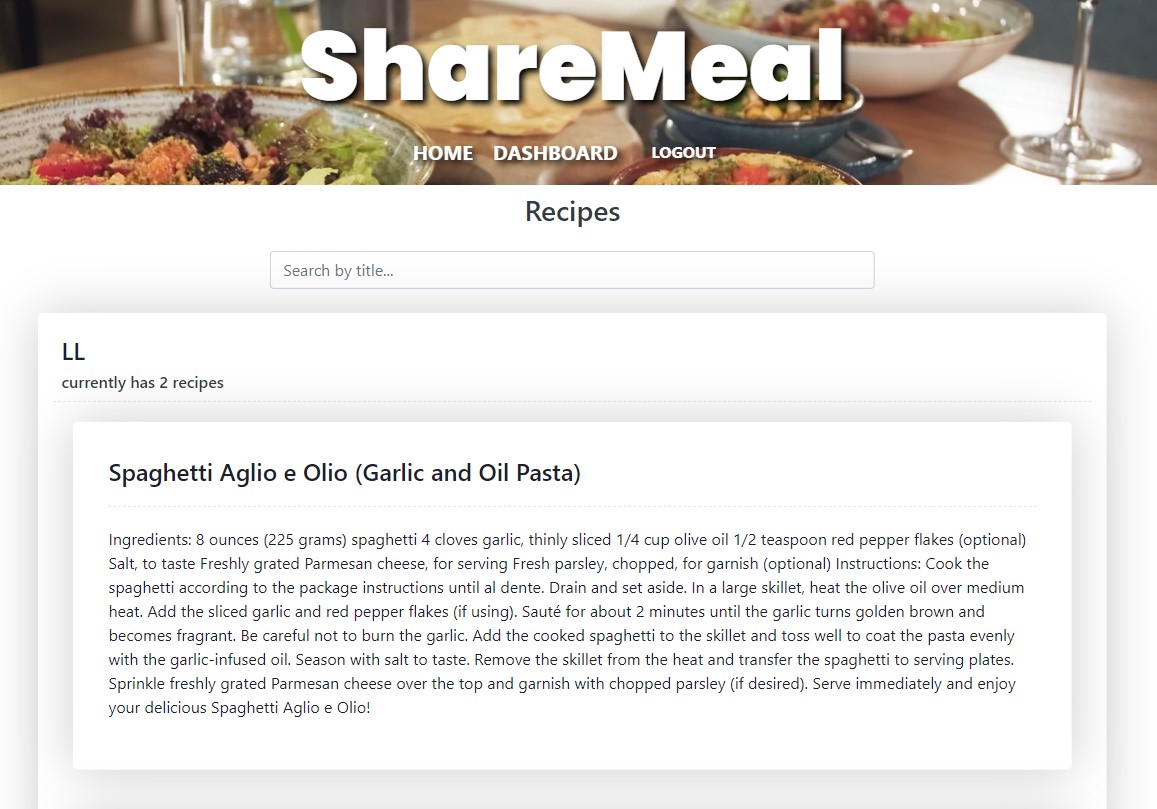 ShareMeal
HOME DASHBOARD LOGOUT
Recipes
Search by title...
LL
currently has 2 recipes
Spaghetti Aglio e Olio (Garlic and Oil Pasta)
Ingredients: 8 ounces (225 grams) spaghetti 4 cloves garlic, thinly sliced 1/4 cup olive oil 1/2 teaspoon red pepper flakes (optional)
Salt, to taste Freshly grated Parmesan cheese, for serving Fresh parsley, chopped, for garnish (optional) Instructions: Cook the
spaghetti according to the package instructions until al dente. Drain and set aside. In a large skillet, heat the olive oil over medium
heat. Add the sliced garlic and red pepper flakes (if using). Sauté for about 2 minutes until the garlic turns golden brown and
becomes fragrant. Be careful not to burn the garlic. Add the cooked spaghetti to the skillet and toss well to coat the pasta evenly
with the garlic-infused oil. Season with salt to taste. Remove the skillet from the heat and transfer the spaghetti to serving plates.
Sprinkle freshly grated Parmesan cheese over the top and garnish with chopped parsley (if desired). Serve immediately and enjoy
your delicious Spaghetti Aglio e Olio!